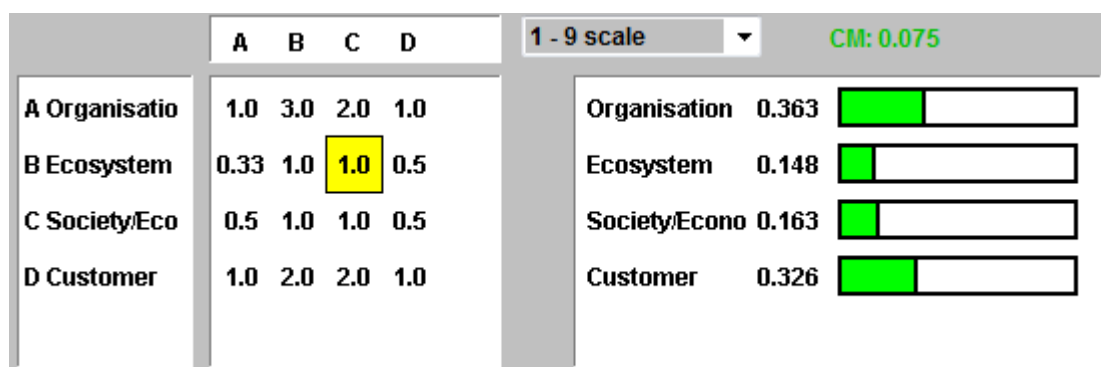 A B C D 1 - 9 scale CM: 0.075
A Organisatio 1.0 3.0 2.0 1.0 Organisation 0.363
B Ecosystem 0.33 1.0 1.0 0.5 Ecosystem 0.148
C Society/Eco 0.5 1.0 1.0 0.5 Society/Econo 0.163
D Customer 1.0 2.0 2.0 1.0 Customer 0.326